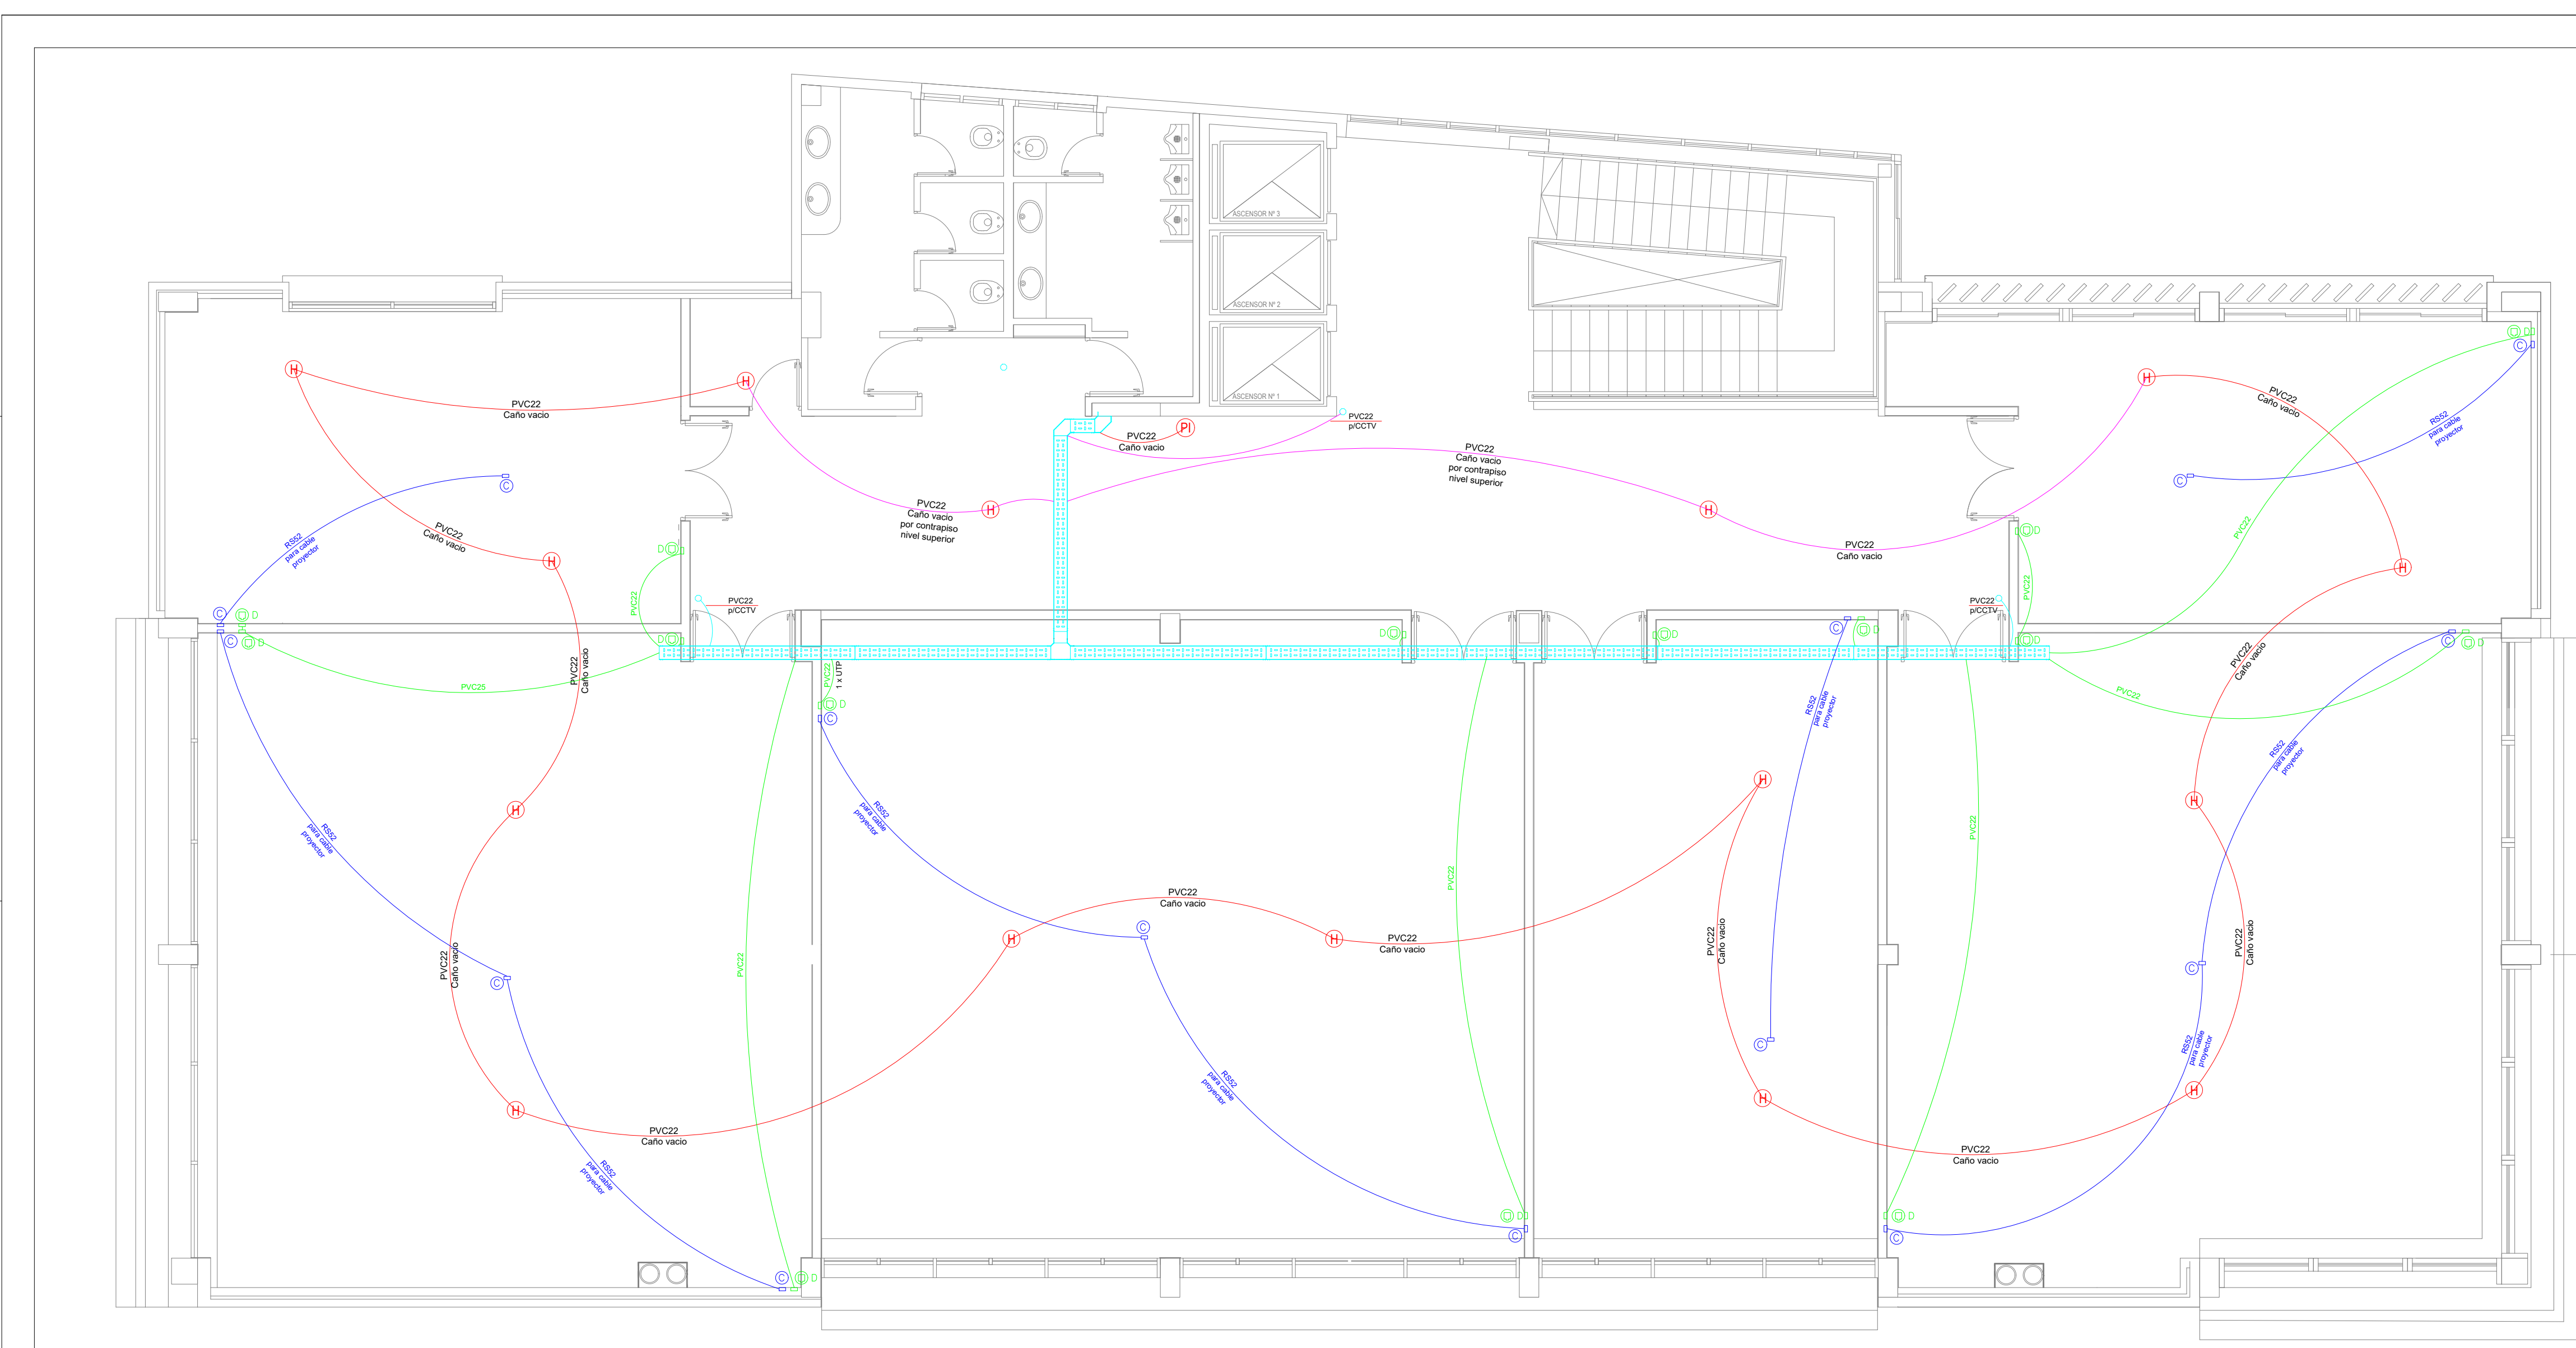 ASCENSOR Nº 3
ASCENSOR Nº 2
ASCENSOR Nº 1
D
C
H
H
H
PVC22
Caño vacio
PVC22
Caño vacio
RS52
para cable
proyector
PVC22
Caño vacio
PI
PVC22
p/CCTV
PVC22
Caño vacio
por contrapiso
nivel superior
C
C
PVC22
Caño vacio
por contrapiso
nivel superior
H
H
PVC22
Caño vacio
RS52
para cable
proyector
PVC22
Caño vacio
H
D
PVC22
D
PVC22
Caño vacio
H
PVC22
p/CCTV
PVC22
PVC22
p/CCTV
PVC22
C
D
C
D
D
D
D
C
D
D
C
D
PVC22
Caño vacio
PVC25
PVC22
1 x UTP
D
C
RS52
para cable
proyector
PVC22
Caño vacio
PVC22
RS52
para cable
proyector
H
H
H
RS52
para cable
proyector
RS52
para cable
proyector
PVC22
PVC22
PVC22
Caño vacio
C
H
H
PVC22
Caño vacio
PVC22
Caño vacio
PVC22
Caño vacio
PVC22
Caño vacio
PVC22
C
C
C
RS52
para cable
proyector
RS52
para cable
proyector
H
H
H
PVC22
Caño vacio
PVC22
Caño vacio
RS52
para cable
proyector
D
C
D
C
C
D